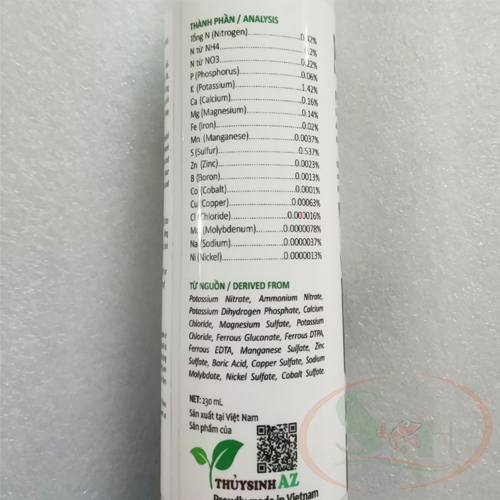 THÀNH PHẦN / ANALYSIS
Tổng N (Nitrogen)
N từ NH4
N từ NO3 0.22%
P (Phosphorus) 0.06%
K (Potassium) 1.42%
Ca (Calcium) 0.16%
Mg (Magnesium) 0.14%
Fe (Iron) 0.02%
Mn (Manganese) 0.0037%
S (Sulfur) 0.537%
Zn (Zinc) 0.0023%
B (Boron) 0.0013%
Co (Cobalt) 0.0001%
Cu (Copper) 0.00063%
Cl (Chloride) 0.000016%
Mo (Molybdenum) 0.0000078%
Na (Sodium) 0.0000037%
Ni (Nickel) 0.0000013%
TỪ NGUỒN / DERIVED FROM
Potassium Nitrate, Ammonium Nitrate,
Potassium Dihydrogen Phosphate, Calcium
Chloride, Magnesium Sulfate, Potassium
Chloride, Ferrous Gluconate, Ferrous DTPA,
Ferrous EDTA, Manganese Sulfate, Zinc
Sulfate, Boric Acid, Copper Sulfate, Sodium
Molybdate, Nickel Sulfate, Cobalt Sulfate.
NET: 230 mL
Sản xuất tại Việt Nam
Sản phẩm của
THỦYSINH AZ
Proudly made in Vietnam